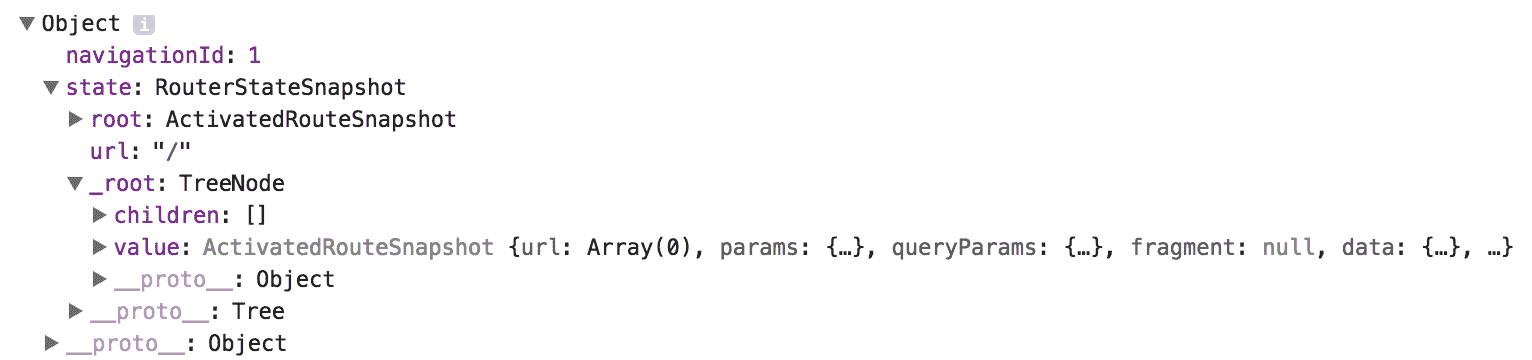 ▼ Object i
navigationId: 1
▼ state: RouterStateSnapshot
▶ root: ActivatedRouteSnapshot
url: "/"
▼ _root: TreeNode
▶ children: []
▶ value: ActivatedRouteSnapshot {url: Array(0), params: {…}, queryParams: {…}, fragment: null, data: {…}, …}
▶ __proto__: Object
▶ __proto__: Tree
▶ __proto__: Object